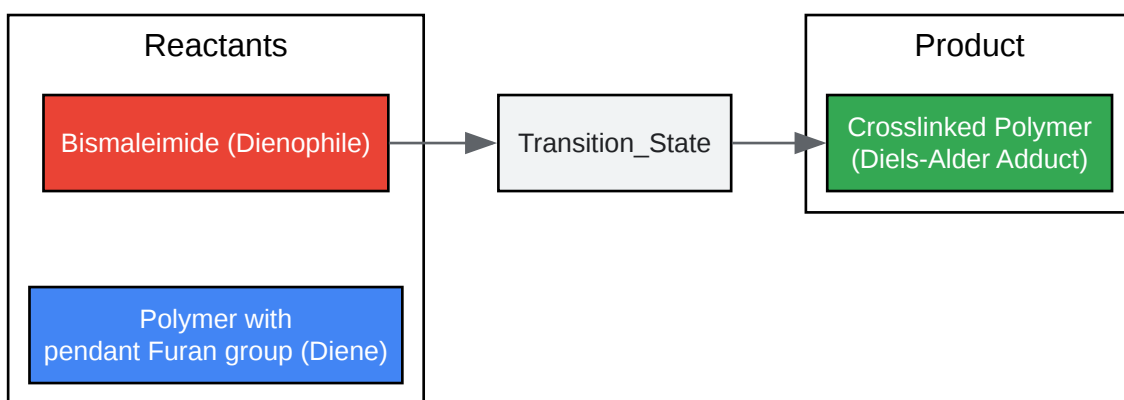 Reactants
Bismaleimide (Dienophile)
Polymer with
pendant Furan group (Diene)
Transition_State
Product
Crosslinked Polymer
(Diels-Alder Adduct)